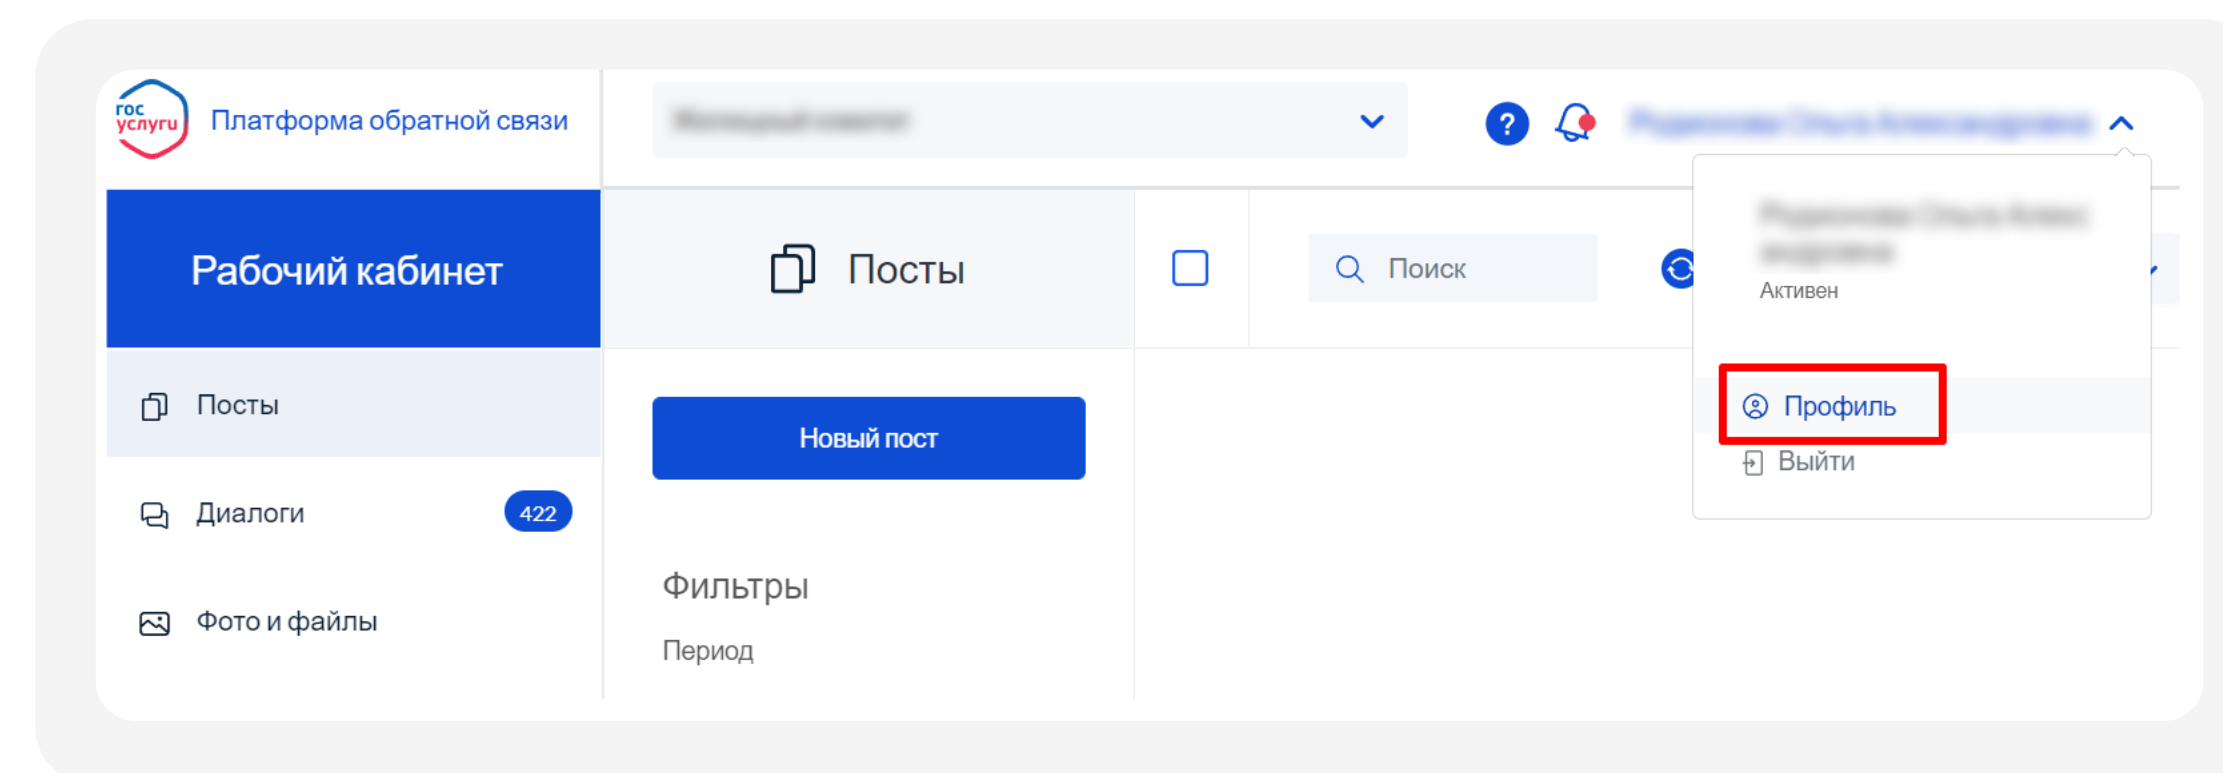 гос
услуги
Платформа обратной связи
?
Рабочий кабинет
Посты
Поиск
Активен
Посты
Новый пост
Профиль
Выйти
Диалоги
422
Фильтры
Фото и файлы
Период